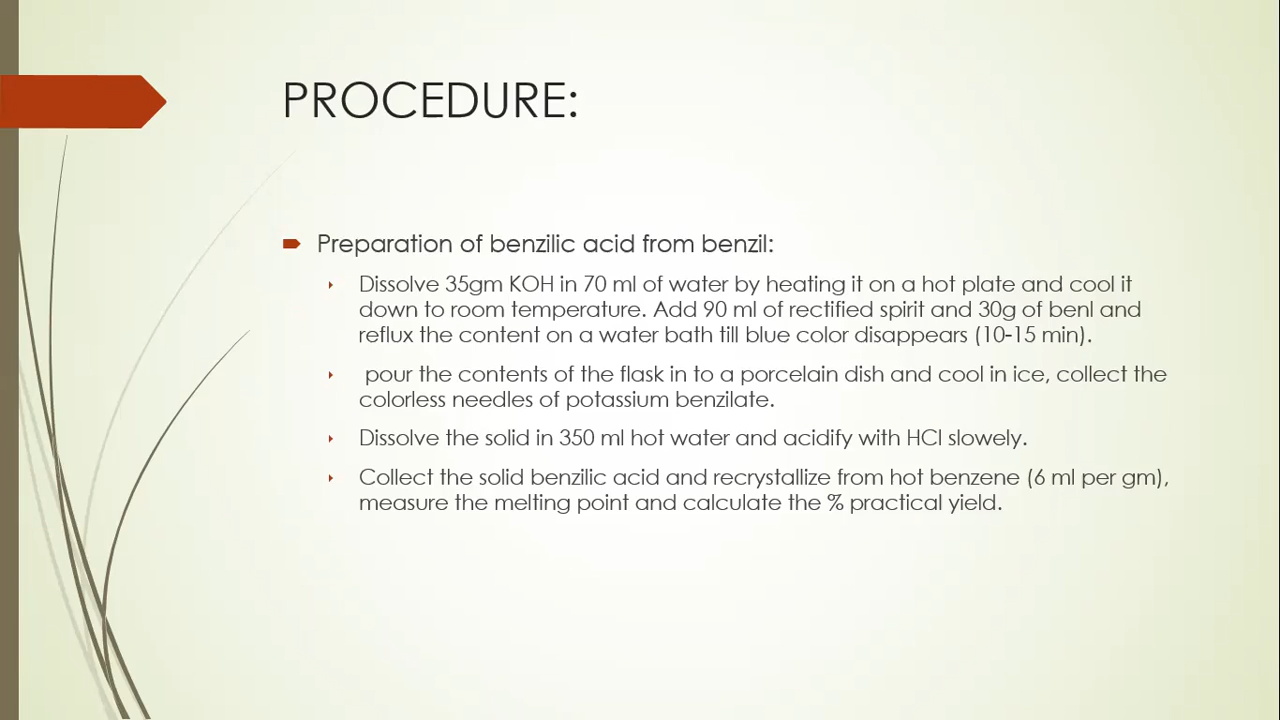 PROCEDURE:
Preparation of benzilic acid from benzil:
Dissolve 35gm KOH in 70 ml of water by heating it on a hot plate and cool it
down to room temperature. Add 90 ml of rectified spirit and 30g of benl and
reflux the content on a water bath till blue color disappears (10-15 min).
pour the contents of the flask in to a porcelain dish and cool in ice, collect the
colorless needles of potassium benzilate.
Dissolve the solid in 350 ml hot water and acidify with HCl slowely.
Collect the solid benzilic acid and recrystallize from hot benzene (6 ml per gm),
measure the melting point and calculate the % practical yield.